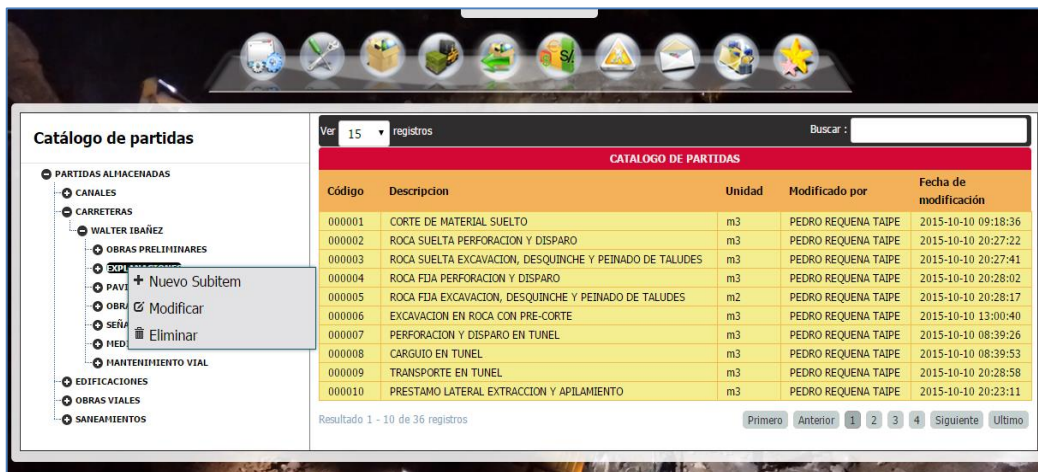 S/.
Catálogo de partidas
PARTIDAS ALMACENADAS
CANALES
CARRETERAS
WALTER IBAÑEZ
OBRAS PRELIMINARES
+ Nuevo Subitem
Modificar
Eliminar
MANTENIMIENTO VIAL
EDIFICACIONES
OBRAS VIALES
SANEAMIENTOS
Ver 15 registros Buscar :
CATALOGO DE PARTIDAS
Código Descripcion Unidad Modificado por Fecha de modificación
000001 CORTE DE MATERIAL SUELTO m3 PEDRO REQUENA TAIPE 2015-10-10 09:18:36
000002 ROCA SUELTA PERFORACION Y DISPARO m3 PEDRO REQUENA TAIPE 2015-10-10 20:27:22
000003 ROCA SUELTA EXCAVACION, DESQUINCHE Y PEINADO DE TALUDES m3 PEDRO REQUENA TAIPE 2015-10-10 20:27:41
000004 ROCA FIJA PERFORACION Y DISPARO m3 PEDRO REQUENA TAIPE 2015-10-10 20:28:02
000005 ROCA FIJA EXCAVACION, DESQUINCHE Y PEINADO DE TALUDES m2 PEDRO REQUENA TAIPE 2015-10-10 20:28:17
000006 EXCAVACION EN ROCA CON PRE-CORTE m3 PEDRO REQUENA TAIPE 2015-10-10 13:00:40
000007 PERFORACION Y DISPARO EN TUNEL m3 PEDRO REQUENA TAIPE 2015-10-10 08:39:26
000008 CARGUIO EN TUNEL m3 PEDRO REQUENA TAIPE 2015-10-10 08:39:53
000009 TRANSPORTE EN TUNEL m3 PEDRO REQUENA TAIPE 2015-10-10 20:28:58
000010 PRESTAMO LATERAL EXTRACCION Y APILAMIENTO m3 PEDRO REQUENA TAIPE 2015-10-10 20:23:11
Resultado 1 - 10 de 36 registros Primero Anterior 1 2 3 4 Siguiente Ultimo